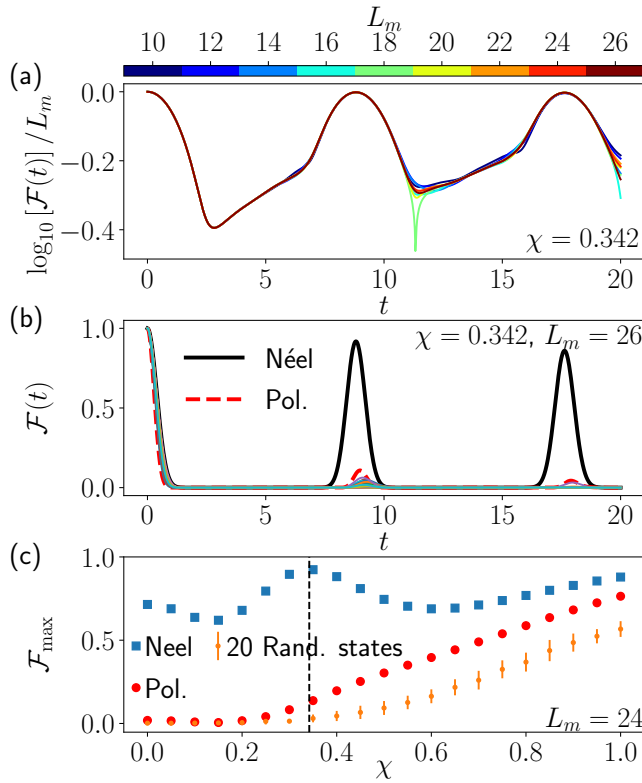 L_m
10 12 14 16 18 20 22 24 26
(a)
0.0
−0.2
−0.4
log₁₀ [ℱ(t)] / L_m
χ = 0.342
0 5 10 15 20
t
(b)
1.0
0.5
0.0
ℱ(t)
χ = 0.342, L_m = 26
Néel
Pol.
0 5 10 15 20
t
(c)
1.0
0.5
0.0
ℱ_max
Neel
20 Rand. states
Pol.
L_m = 24
0.0 0.2 0.4 0.6 0.8 1.0
χ